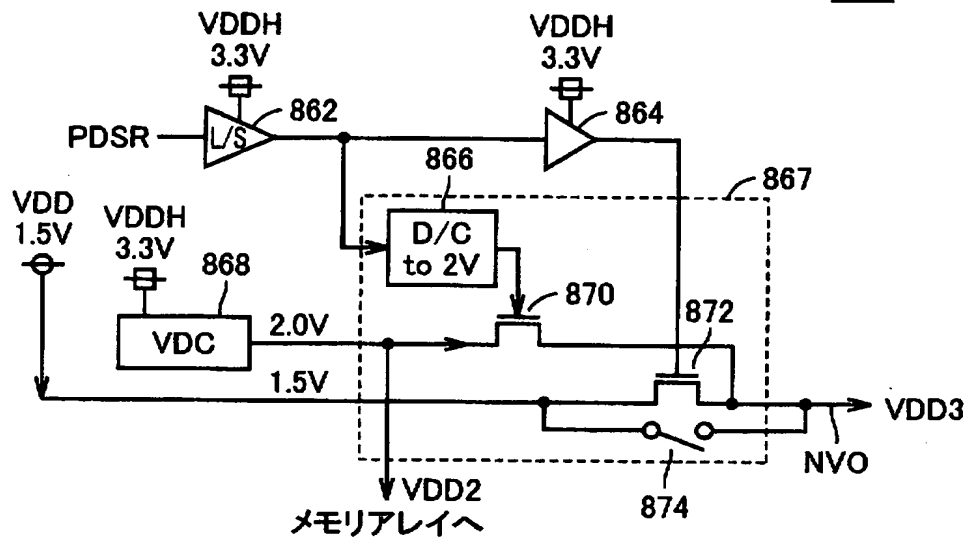 VDDH
3.3V
862
L/S
PDSR
VDDH
3.3V
864
866
867
VDD
1.5V
VDDH
3.3V
868
D/C
to 2V
870
872
VDC
2.0V
1.5V
VDD3
NVO
874
VDD2
メモリアレイへ